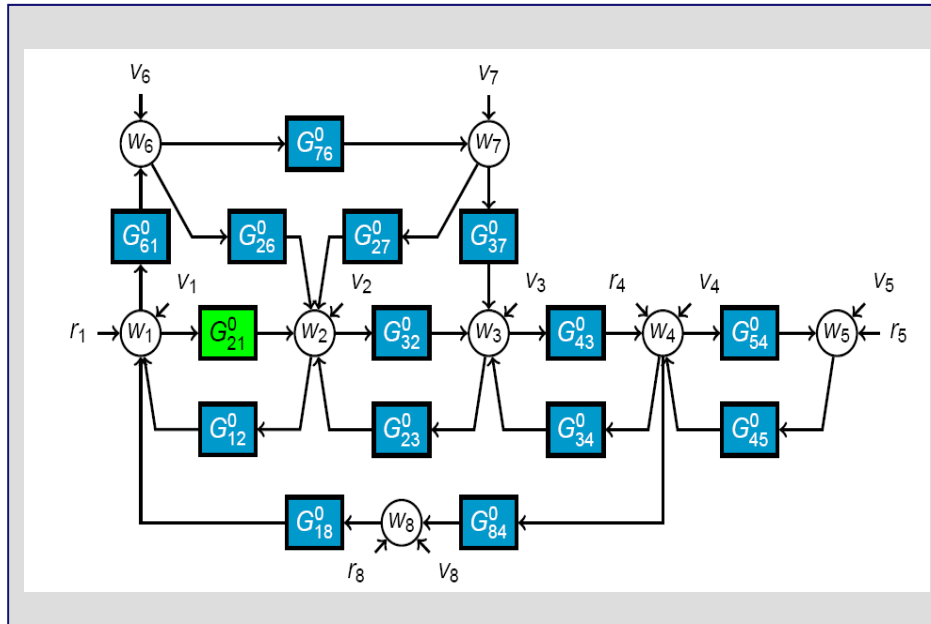 v6 v7
w6 G⁰76 w7
G⁰61 G⁰26 G⁰27 G⁰37
v1 v2 v3 r4 v4 v5
r1 w1 G⁰21 w2 G⁰32 w3 G⁰43 w4 G⁰54 w5 r5
G⁰12 G⁰23 G⁰34 G⁰45
G⁰18 w8 G⁰84
r8 v8